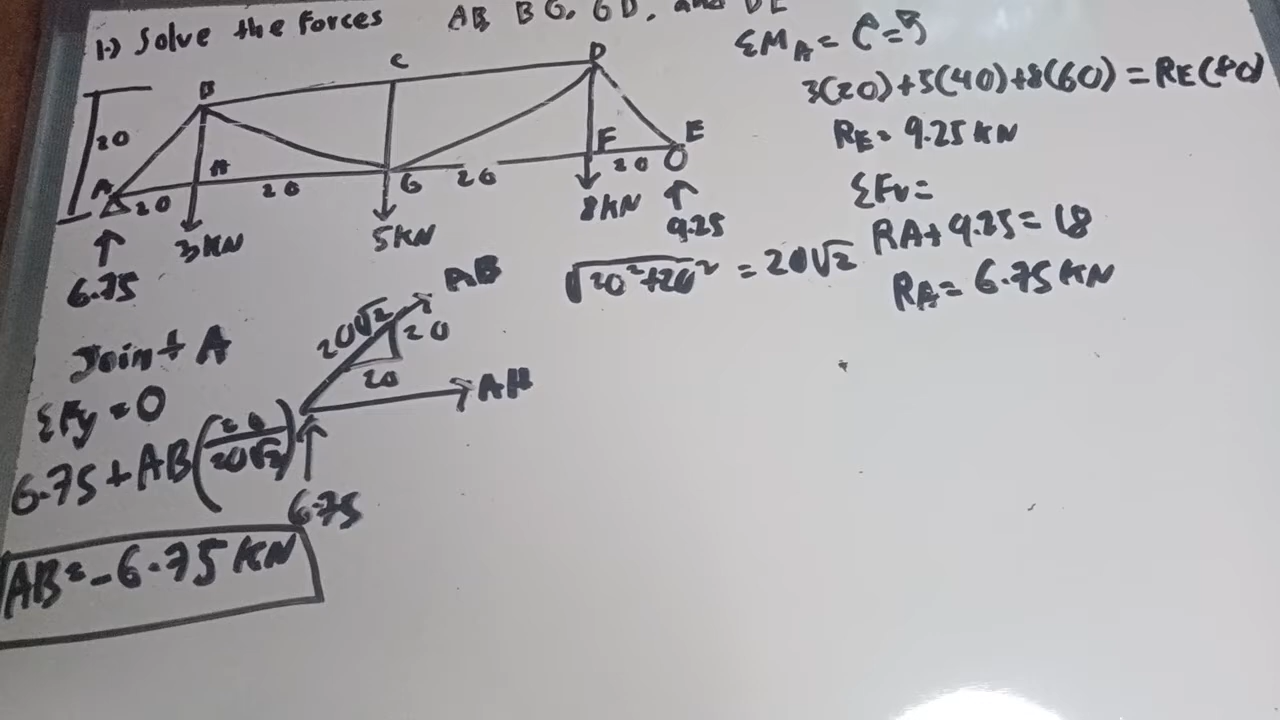 1.) Solve the Forces AB, BG, GD, and DE
ΣMA = C = 5
3(20)+5(40)+8(60) = RE(80)
RE = 9.25 KN
ΣFv =
RA + 9.25 = 18
RA = 6.75 KN
B C D
20
A H G F E
20 20 20 20
3KN 5KN 8KN 9.25
6.75
√20²+20² = 20√2
Joint A
ΣFy = 0
6.75 + AB(20/20√2)
AB
20√2 20
20
AH
6.75
AB = -6.75 KN